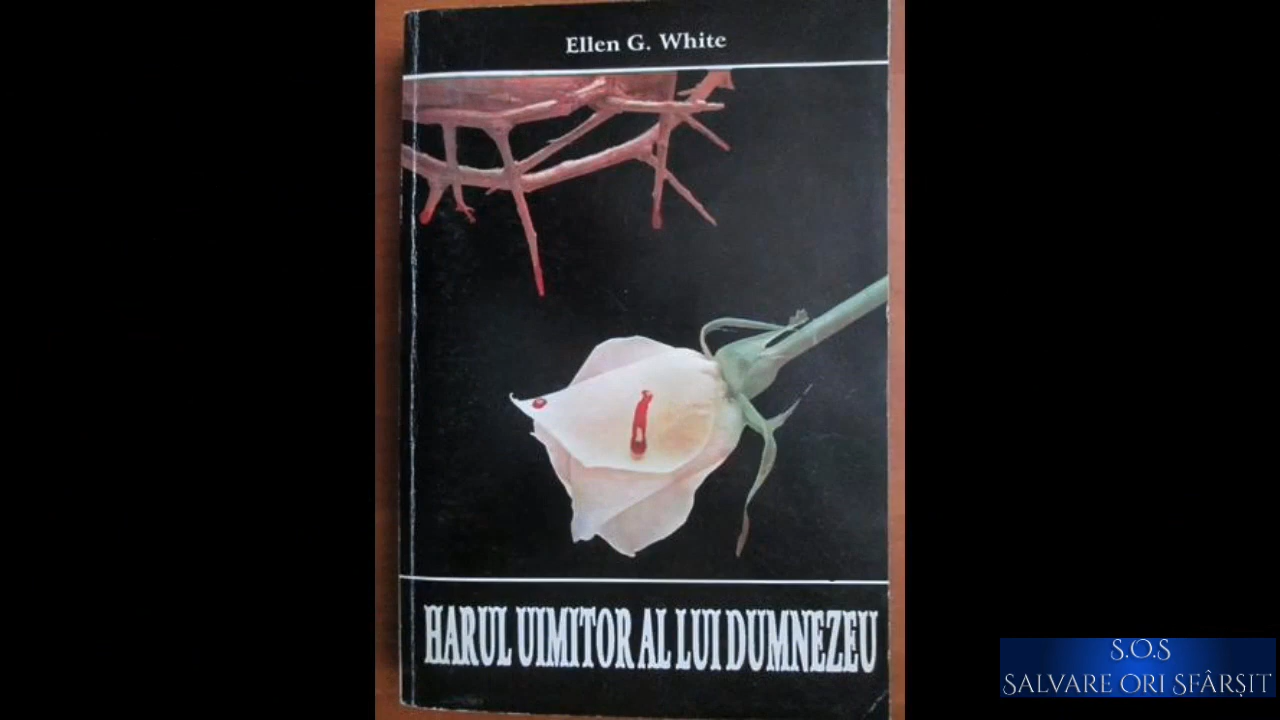 Ellen G. White
HARUL UIMITOR AL LUI DUMNEZEU
S.O.S
SALVARE ORI SFÂRȘIT